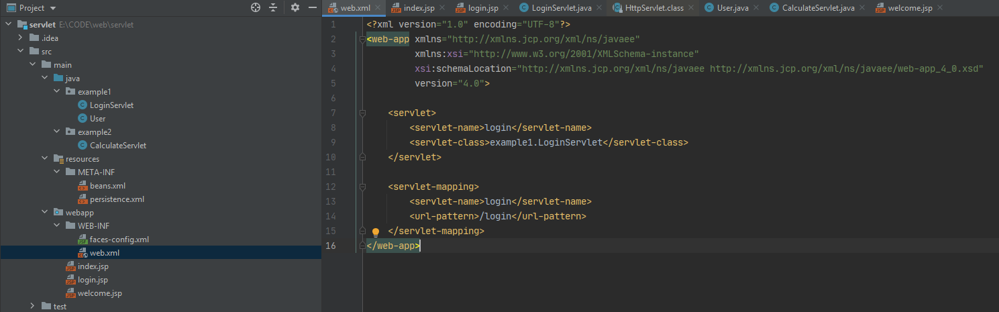 Project
servlet E:\CODE\web\servlet
.idea
src
main
java
example1
LoginServlet
User
example2
CalculateServlet
resources
META-INF
beans.xml
persistence.xml
webapp
WEB-INF
JSF faces-config.xml
web.xml
JSP index.jsp
JSP login.jsp
JSP welcome.jsp
test
web.xml JSP index.jsp JSP login.jsp C LoginServlet.java HttpServlet.class C User.java C CalculateServlet.java JSP welcome.jsp
1 <?xml version="1.0" encoding="UTF-8"?>
2 <web-app xmlns="http://xmlns.jcp.org/xml/ns/javaee"
3 xmlns:xsi="http://www.w3.org/2001/XMLSchema-instance"
4 xsi:schemaLocation="http://xmlns.jcp.org/xml/ns/javaee http://xmlns.jcp.org/xml/ns/javaee/web-app_4_0.xsd"
5 version="4.0">
6
7 <servlet>
8 <servlet-name>login</servlet-name>
9 <servlet-class>example1.LoginServlet</servlet-class>
10 </servlet>
11
12 <servlet-mapping>
13 <servlet-name>login</servlet-name>
14 <url-pattern>/login</url-pattern>
15 </servlet-mapping>
16 </web-app>